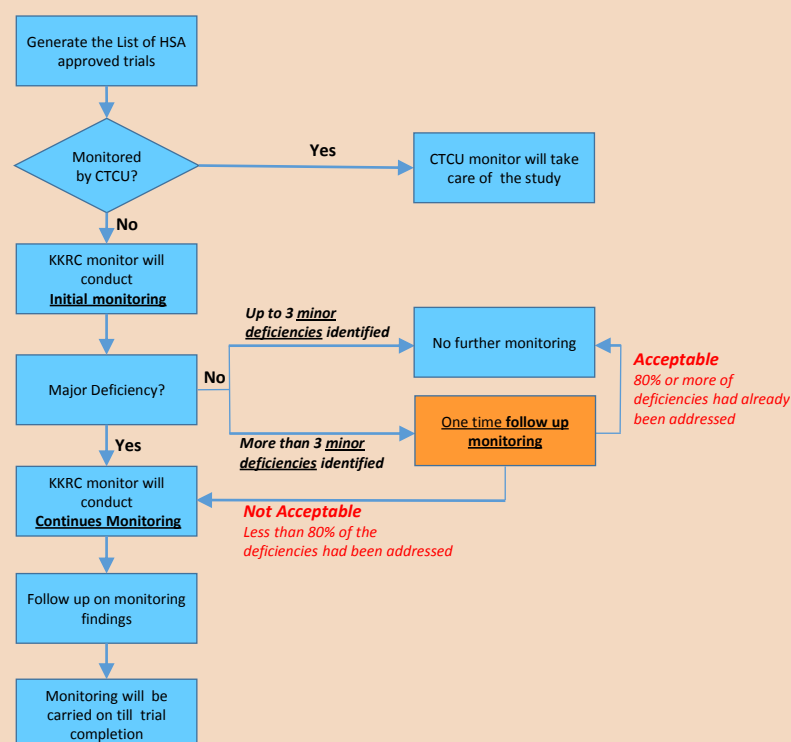 Generate the List of HSA
approved trials
Monitored
by CTCU?
Yes
CTCU monitor will take
care of the study
No
KKRC monitor will
conduct
Initial monitoring
Up to 3 minor
deficiencies identified
No further monitoring
Acceptable
80% or more of
deficiencies had already
been addressed
Major Deficiency?
No
One time follow up
monitoring
More than 3 minor
deficiencies identified
Yes
KKRC monitor will
conduct
Continues Monitoring
Not Acceptable
Less than 80% of the
deficiencies had been addressed
Follow up on monitoring
findings
Monitoring will be
carried on till trial
completion